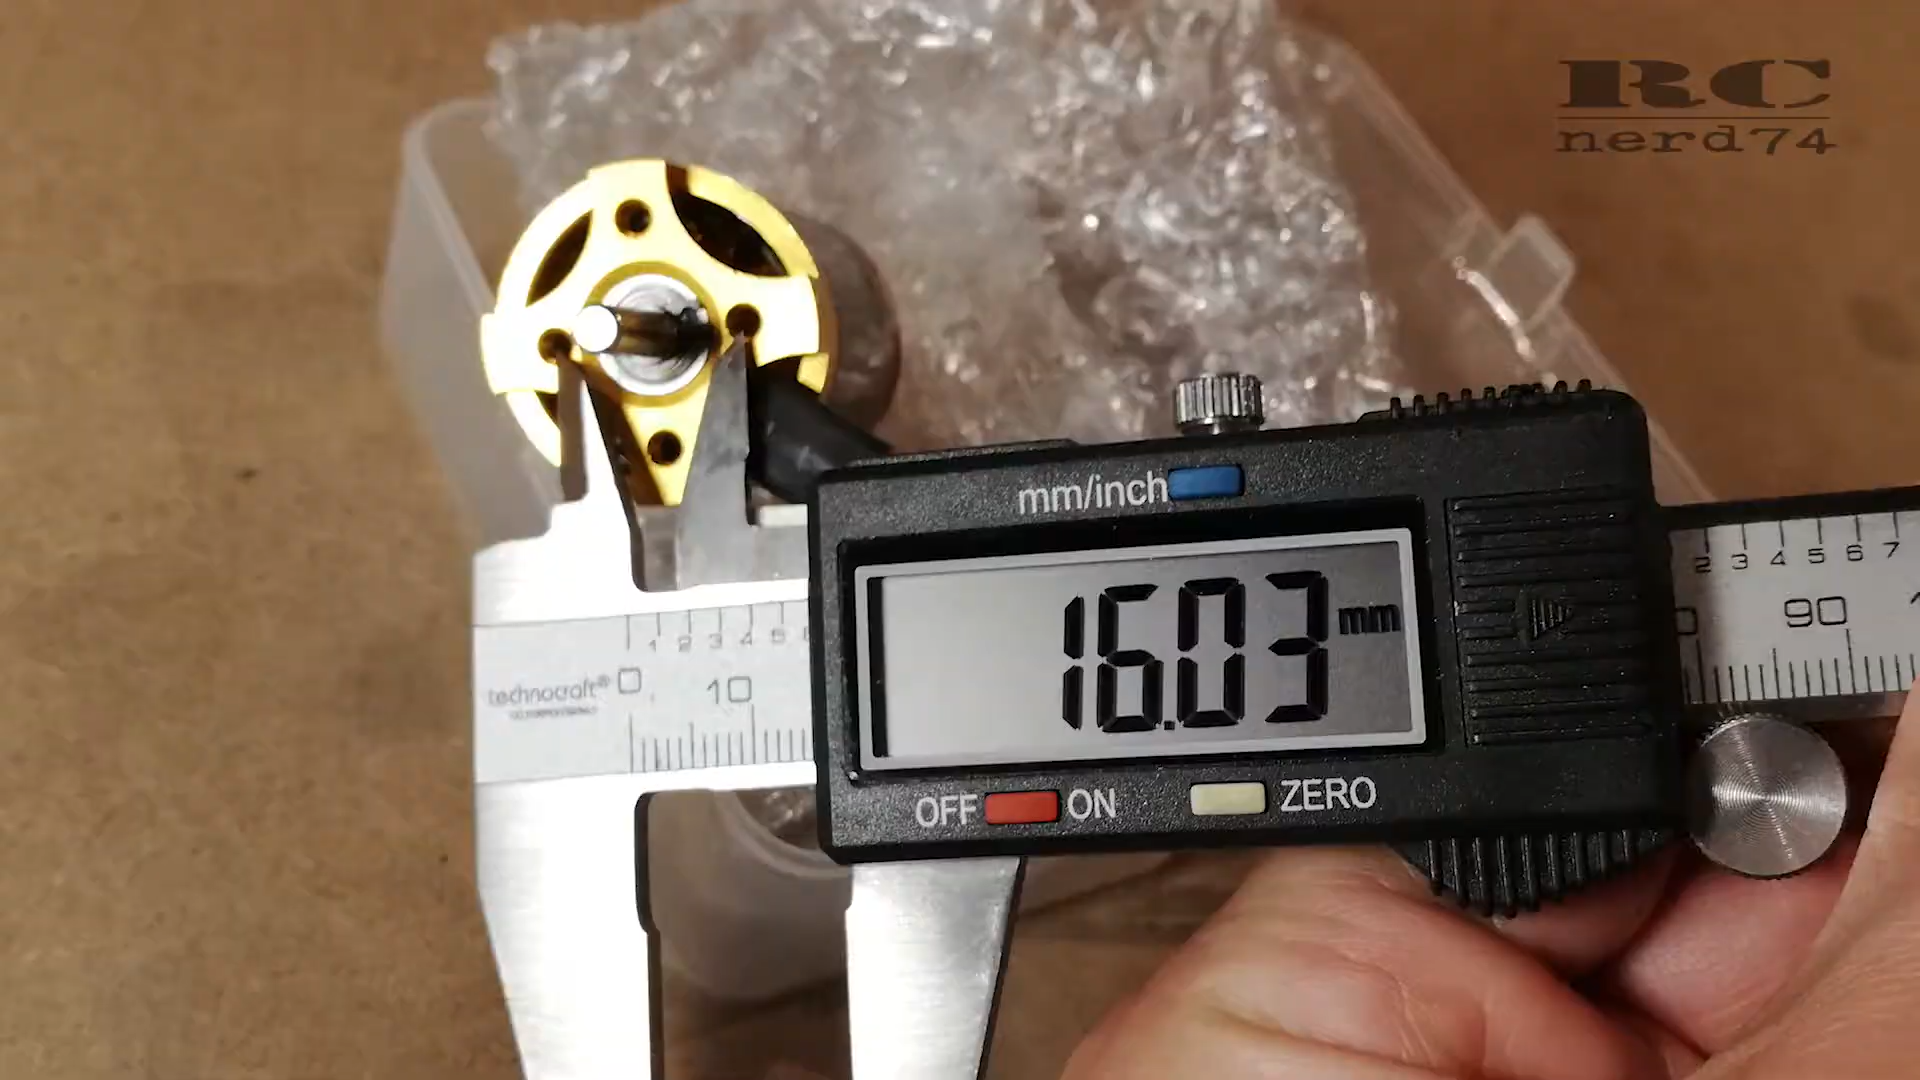 RC
nerd74
mm/inch
16.03 mm
OFF ON ZERO
1 2 3 4 5
technocraft® 0 10
2 3 4 5 6 7
90